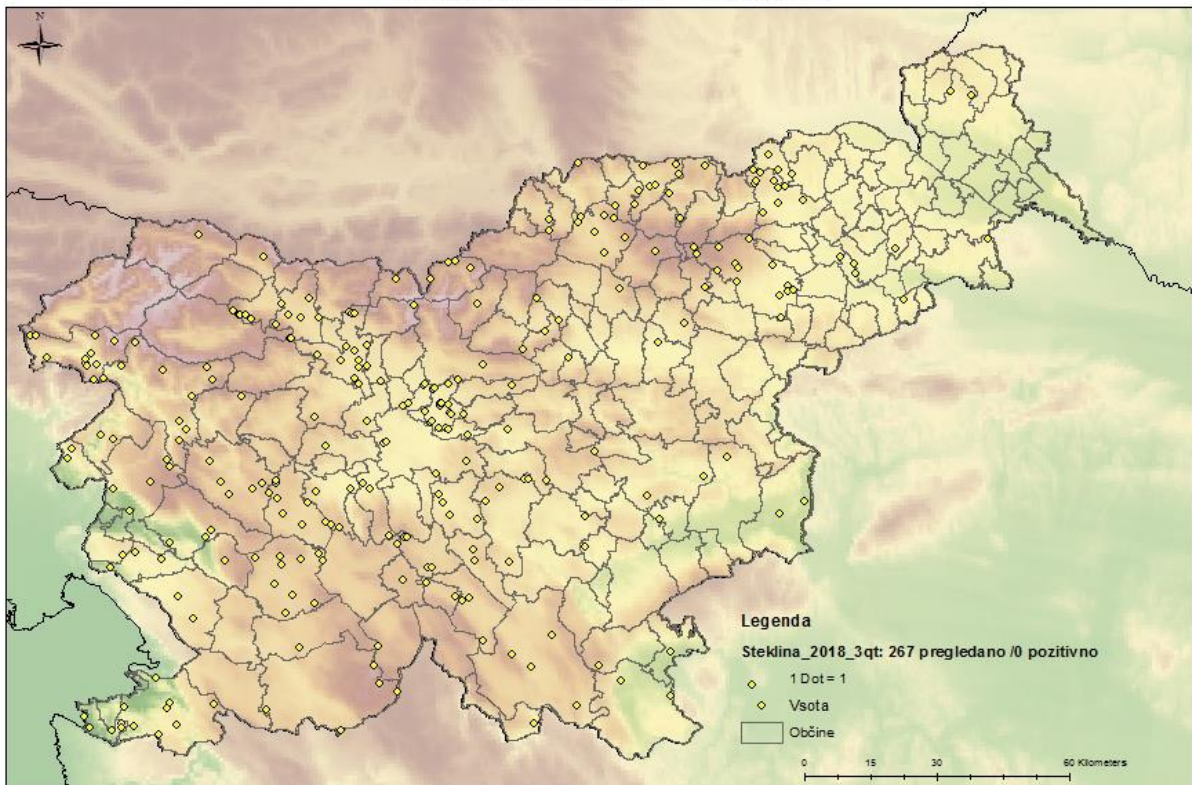 N
Legenda
Steklina_2018_3qt: 267 pregledano /0 pozitivno
1 Dot = 1
Vsota
Občine
0 15 30 60 Kilometers